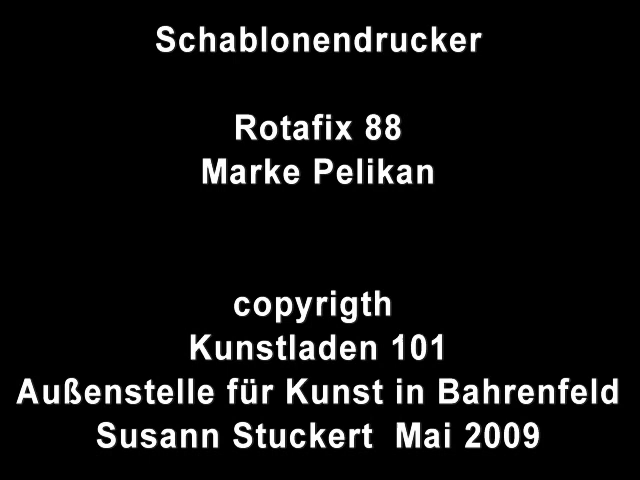 Schablonendrucker
Rotafix 88
Marke Pelikan
copyrigth
Kunstladen 101
Außenstelle für Kunst in Bahrenfeld
Susann Stuckert  Mai 2009